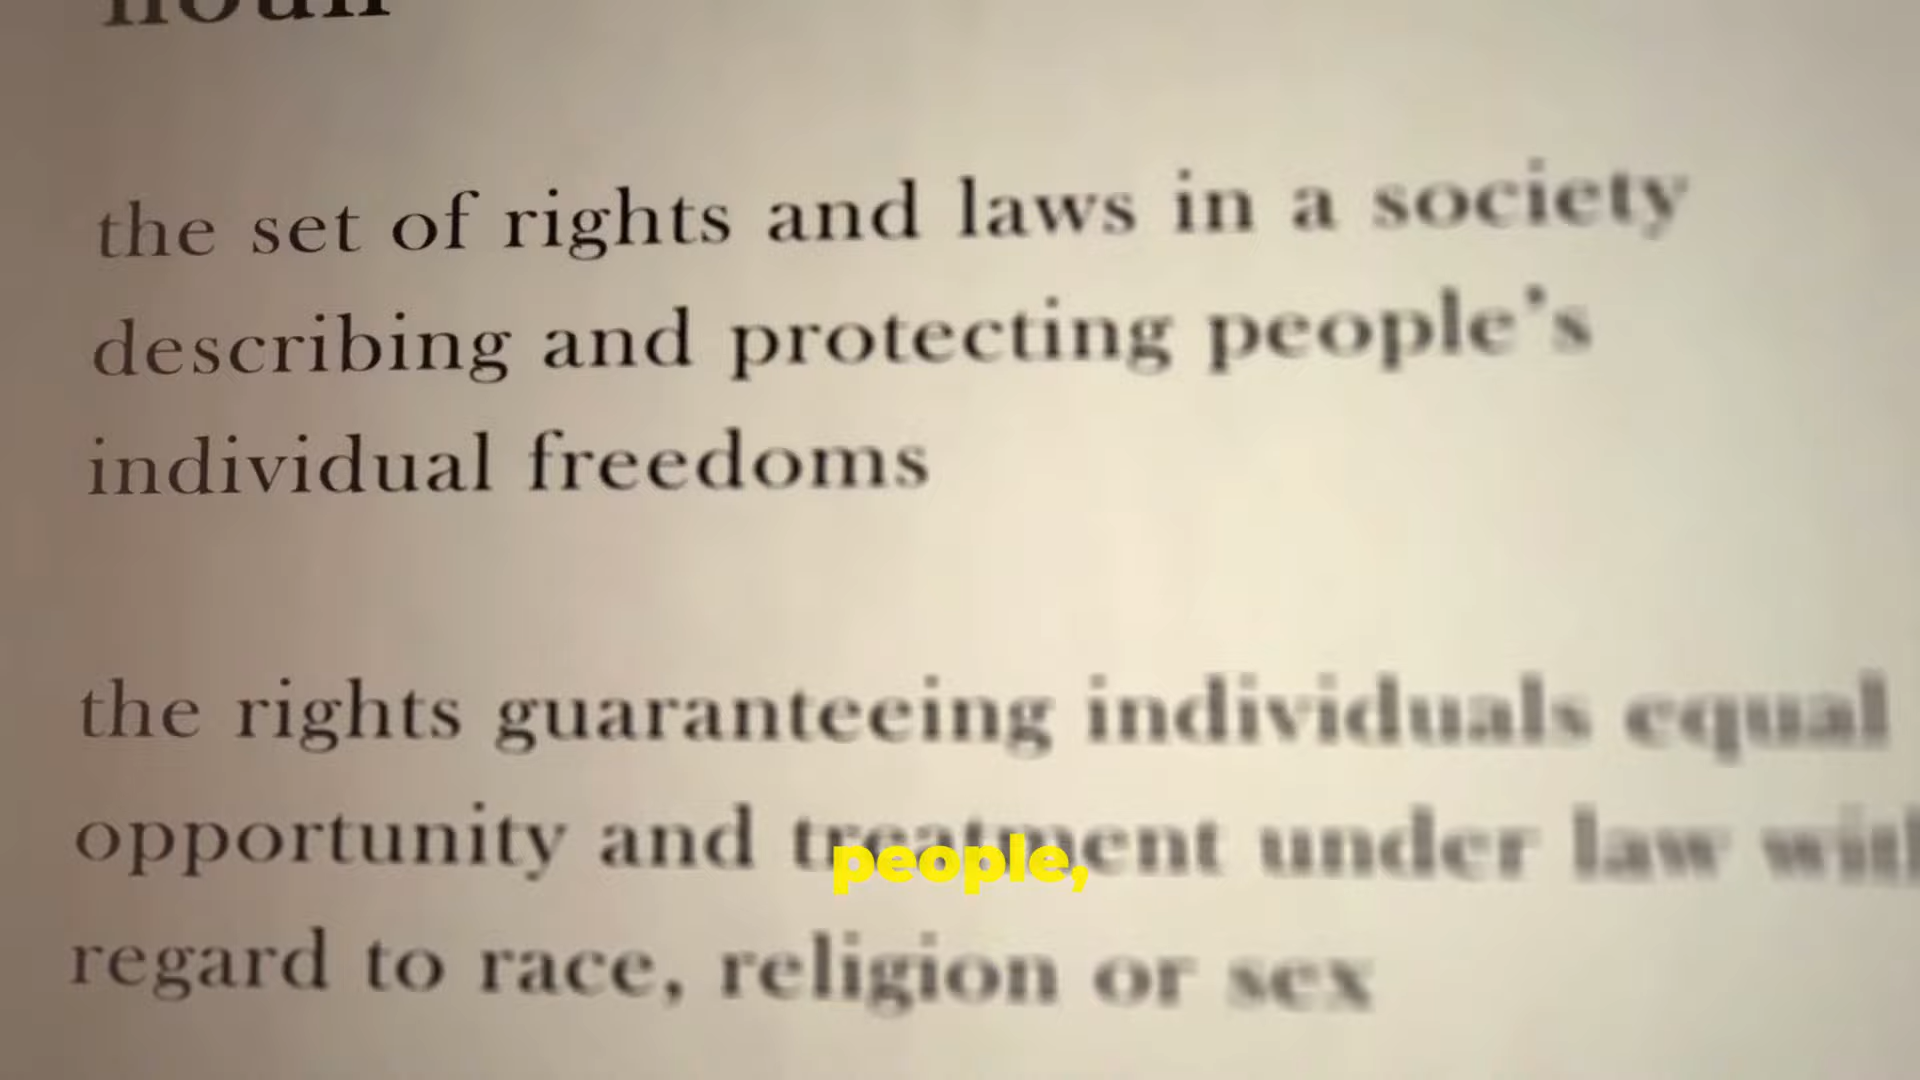 noun
the set of rights and laws in a society
describing and protecting people's
individual freedoms
the rights guaranteeing individuals equal
opportunity and treatment under law
people,
regard to race, religion or sex